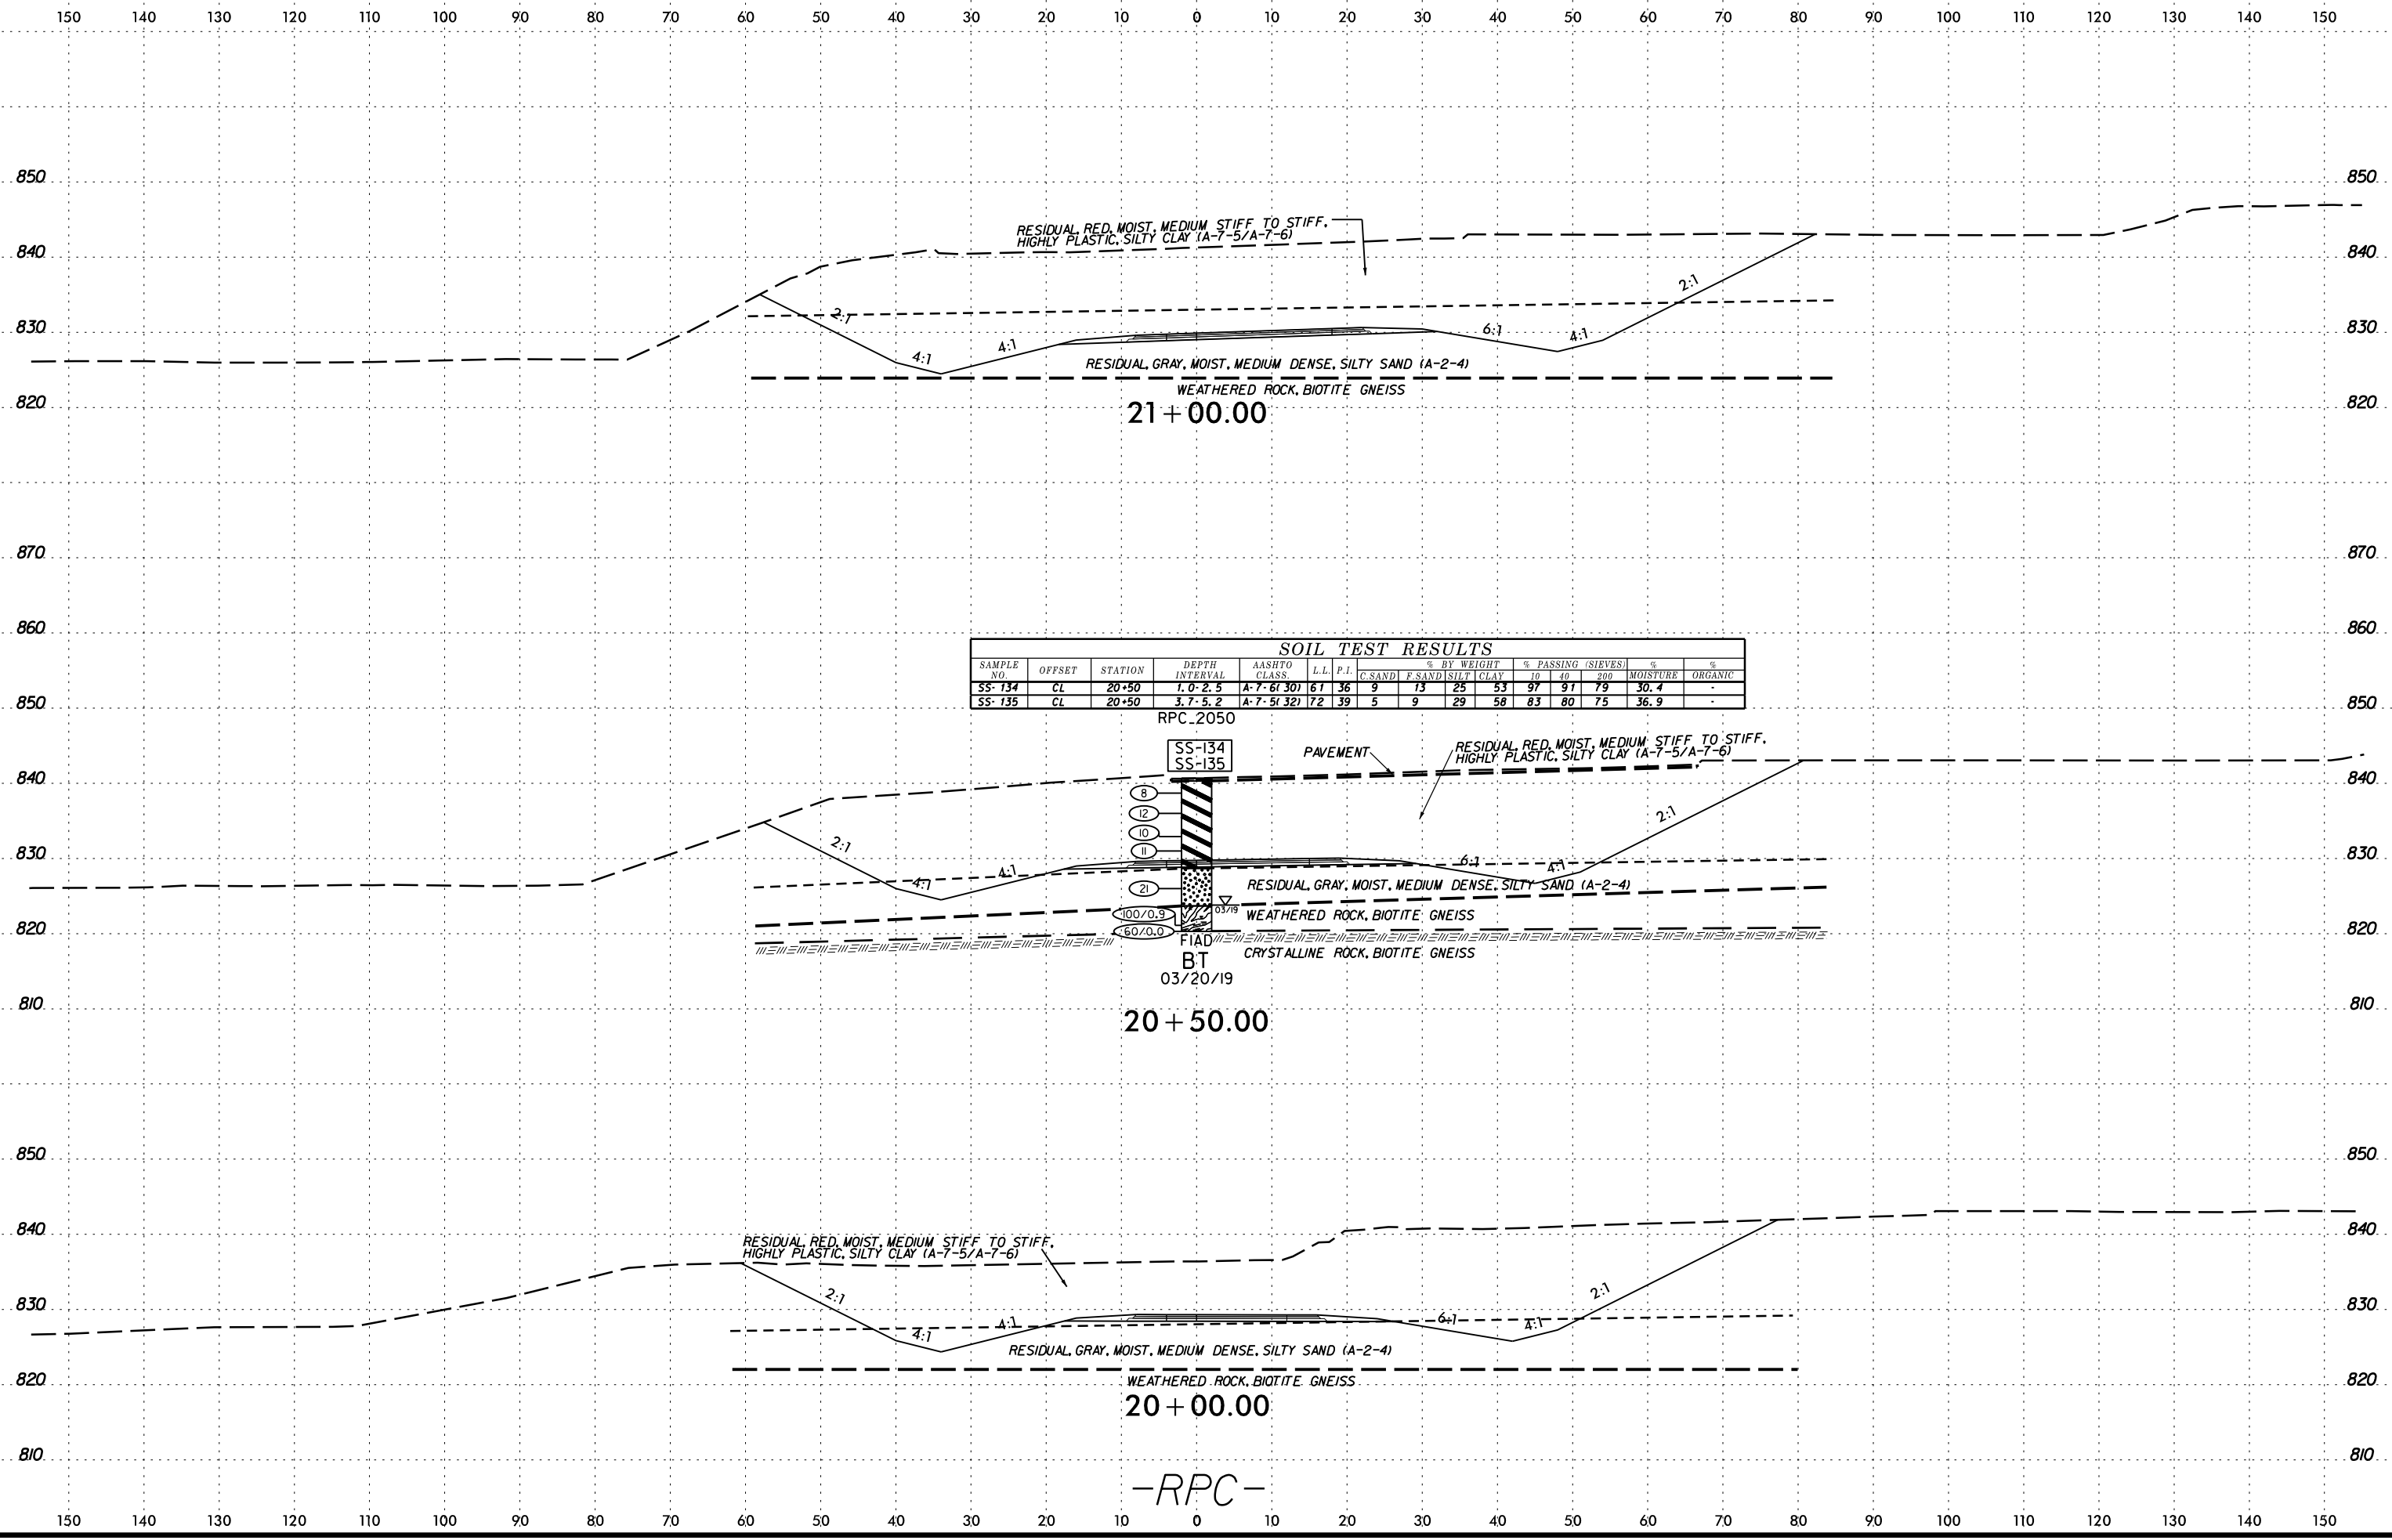 150 140 130 120 110 100 90 80 70 60 50 40 30 20 10 0 10 20 30 40 50 60 70 80 90 100 110 120 130 140 150
850 850
RESIDUAL, RED, MOIST, MEDIUM STIFF TO STIFF,
HIGHLY PLASTIC, SILTY CLAY (A-7-5/A-7-6)
840 840
2:1
2:1
830 6:1 4:1 830
4:1 4:1
RESIDUAL, GRAY, MOIST, MEDIUM DENSE, SILTY SAND (A-2-4)
WEATHERED ROCK, BIOTITE GNEISS
820 820
21+00.00
870 870
860 860
SOIL TEST RESULTS
SAMPLE NO. OFFSET STATION DEPTH INTERVAL AASHTO CLASS. L.L. P.I. % BY WEIGHT % PASSING (SIEVES) % MOISTURE % ORGANIC
C.SAND F.SAND SILT CLAY 10 40 200
SS-134 CL 20+50 1.0-2.5 A-7-6(30) 61 36 9 13 25 53 97 91 79 30.4 -
SS-135 CL 20+50 3.7-5.2 A-7-5(32) 72 39 5 9 29 58 83 80 75 36.9 -
850 850
RPC_2050
SS-134
SS-135
PAVEMENT
RESIDUAL, RED, MOIST, MEDIUM STIFF TO STIFF,
HIGHLY PLASTIC, SILTY CLAY (A-7-5/A-7-6)
840 840
8
12
2:1
10
2:1
11
830 6:1 830
4:1 4:1 4:1
21
RESIDUAL, GRAY, MOIST, MEDIUM DENSE, SILTY SAND (A-2-4)
03/19
100/0.9
WEATHERED ROCK, BIOTITE GNEISS
820 60/0.0 820
FIAD
CRYSTALLINE ROCK, BIOTITE GNEISS
BT
03/20/19
810 810
20+50.00
850 850
840 840
RESIDUAL, RED, MOIST, MEDIUM STIFF TO STIFF,
HIGHLY PLASTIC, SILTY CLAY (A-7-5/A-7-6)
2:1 2:1
830 830
4:1 4:1 6:1 4:1
RESIDUAL, GRAY, MOIST, MEDIUM DENSE, SILTY SAND (A-2-4)
820 820
WEATHERED ROCK, BIOTITE GNEISS
20+00.00
810 810
-RPC-
150 140 130 120 110 100 90 80 70 60 50 40 30 20 10 0 10 20 30 40 50 60 70 80 90 100 110 120 130 140 150